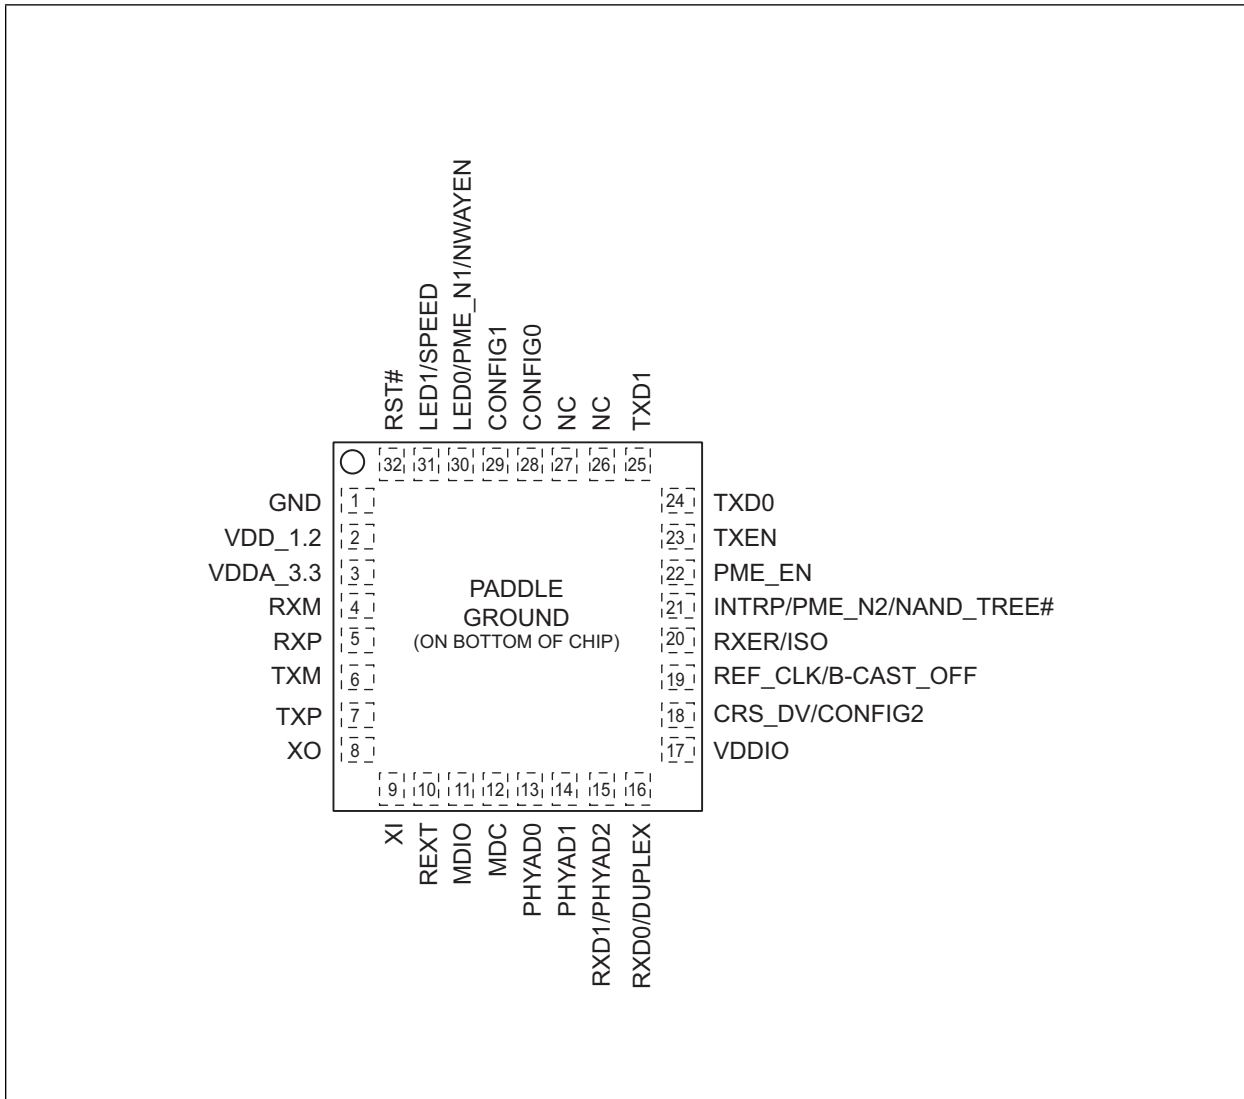 RST#
LED1/SPEED
LED0/PME_N1/NWAYEN
CONFIG1
CONFIG0
NC
NC
TXD1
32
31
30
29
28
27
26
25
GND 1
VDD_1.2 2
VDDA_3.3 3
RXM 4
RXP 5
TXM 6
TXP 7
XO 8
PADDLE
GROUND
(ON BOTTOM OF CHIP)
24 TXD0
23 TXEN
22 PME_EN
21 INTRP/PME_N2/NAND_TREE#
20 RXER/ISO
19 REF_CLK/B-CAST_OFF
18 CRS_DV/CONFIG2
17 VDDIO
9
10
11
12
13
14
15
16
XI
REXT
MDIO
MDC
PHYAD0
PHYAD1
RXD1/PHYAD2
RXD0/DUPLEX